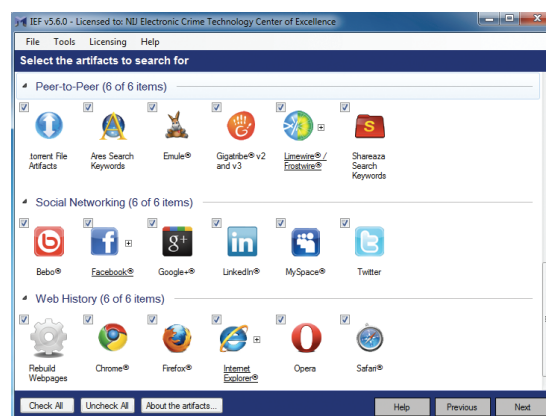 IEF v5.6.0 - Licensed to: NIJ Electronic Crime Technology Center of Excellence
File Tools Licensing Help
Select the artifacts to search for
Peer-to-Peer (6 of 6 items)
.torrent File Artifacts
Ares Search Keywords
Emule®
Gigatribe® v2 and v3
Limewire® / Frostwire®
S
Shareaza Search Keywords
Social Networking (6 of 6 items)
b
Bebo®
f
Facebook®
g+
Google+®
in
LinkedIn®
MySpace®
t
Twitter
Web History (6 of 6 items)
Rebuild Webpages
Chrome®
Firefox®
Internet Explorer®
Opera
Safari®
Check All Uncheck All About the artifacts... Help Previous Next